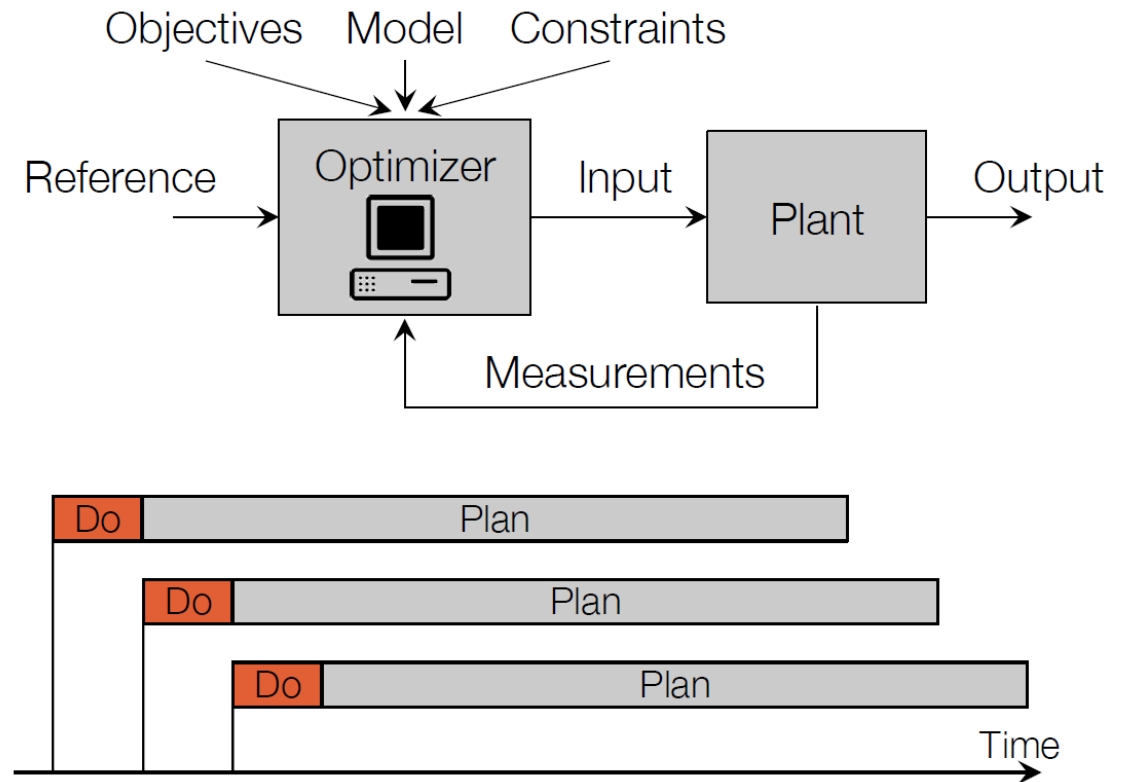 Objectives Model Constraints
Reference
Optimizer
Input
Plant
Output
Measurements
Do Plan
Do Plan
Do Plan
Time